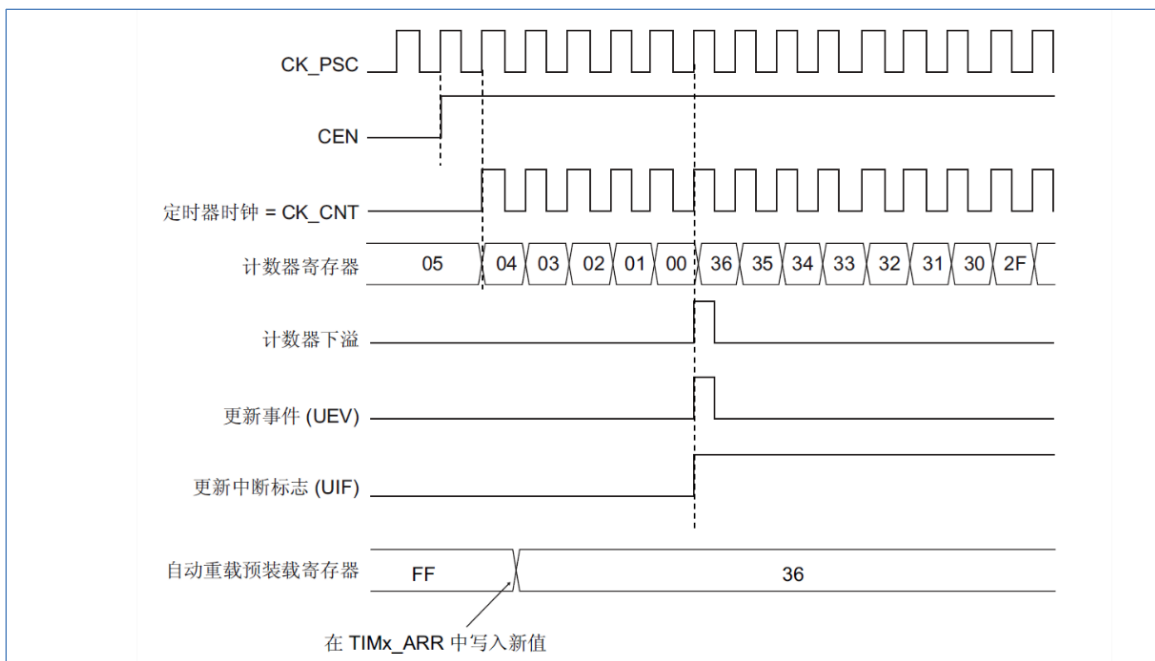 CK_PSC
CEN
定时器时钟 = CK_CNT
计数器寄存器 05 04 03 02 01 00 36 35 34 33 32 31 30 2F
计数器下溢
更新事件 (UEV)
更新中断标志 (UIF)
自动重载预装载寄存器 FF 36
在 TIMx_ARR 中写入新值